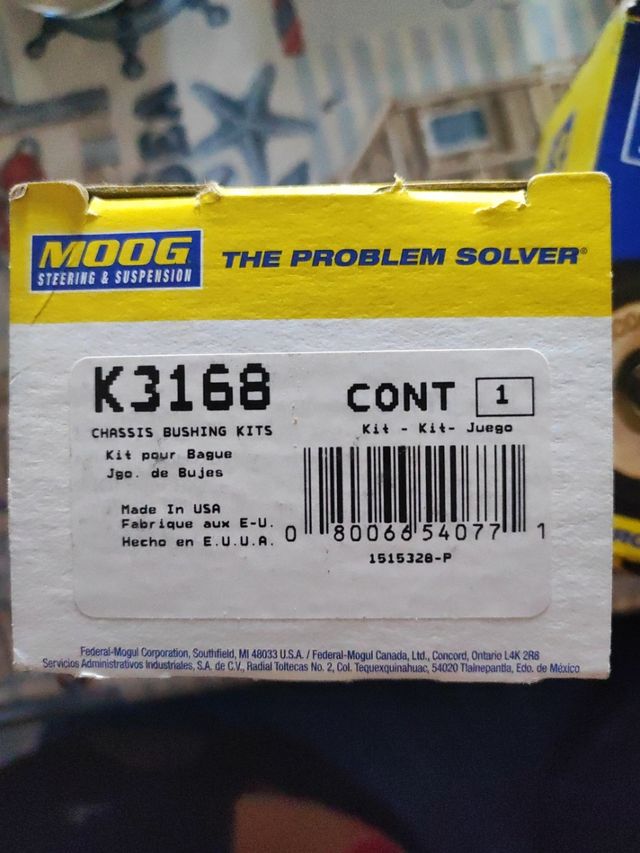 MOOG
STEERING & SUSPENSION
THE PROBLEM SOLVER®
K3168
CHASSIS BUSHING KITS
Kit pour Bague
Jgo. de Bujes
Made In USA
Fabrique aux E-U.
Hecho en E.U.U.A.
CONT 1
Kit - Kit- Juego
0 80066 54077 1
1515328-P
Federal-Mogul Corporation, Southfield, MI 48033 U.S.A. / Federal-Mogul Canada, Ltd., Concord, Ontario L4K 2R8
Servicios Administrativos Industriales, S.A. de C.V., Radial Toltecas No. 2, Col. Tequexquinahuac, 54020 Tlalnepantla, Edo. de México